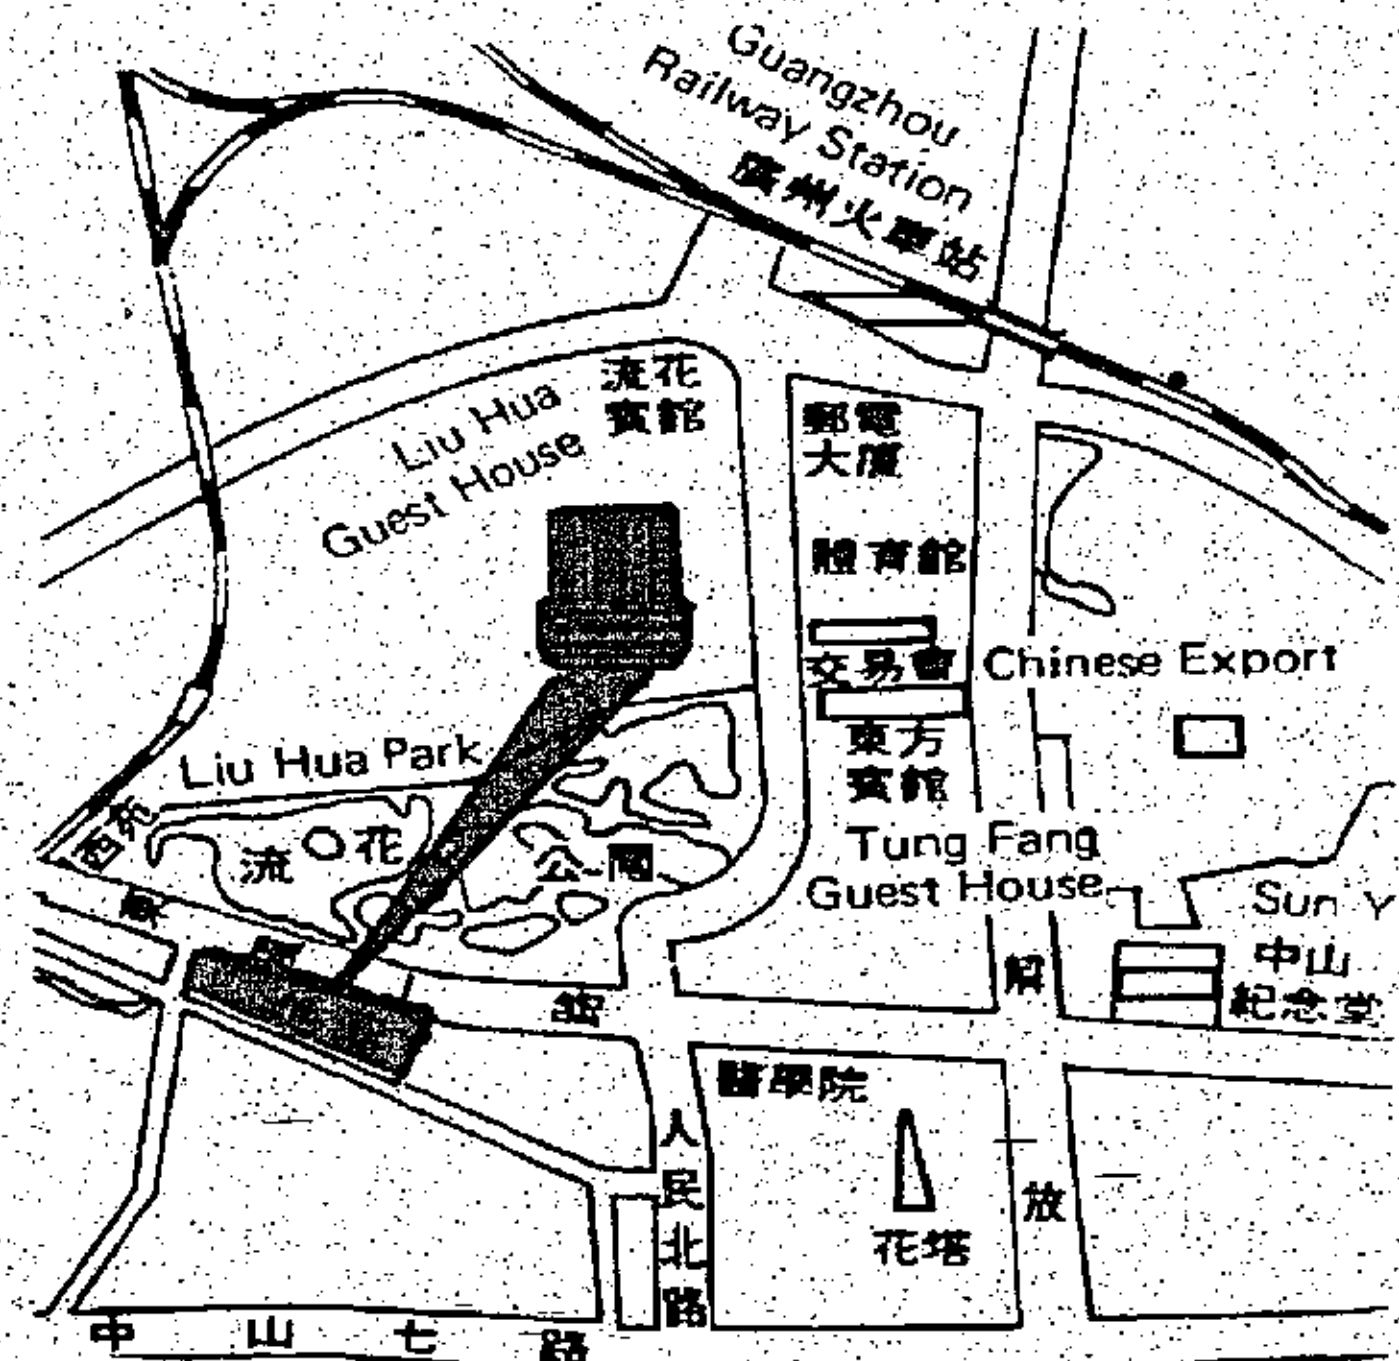 Guangzhou
Railway Station
廣州火車站
流花
賓館
Liu Hua
Guest House
郵電
大廈
體育館
交易會
Chinese Export
東方
賓館
Tung Fang
Guest House
Liu Hua Park
流花公園
西苑
Sun Y
中山
紀念堂
解
放
醫學院
人
民
北
路
花塔
中山七路